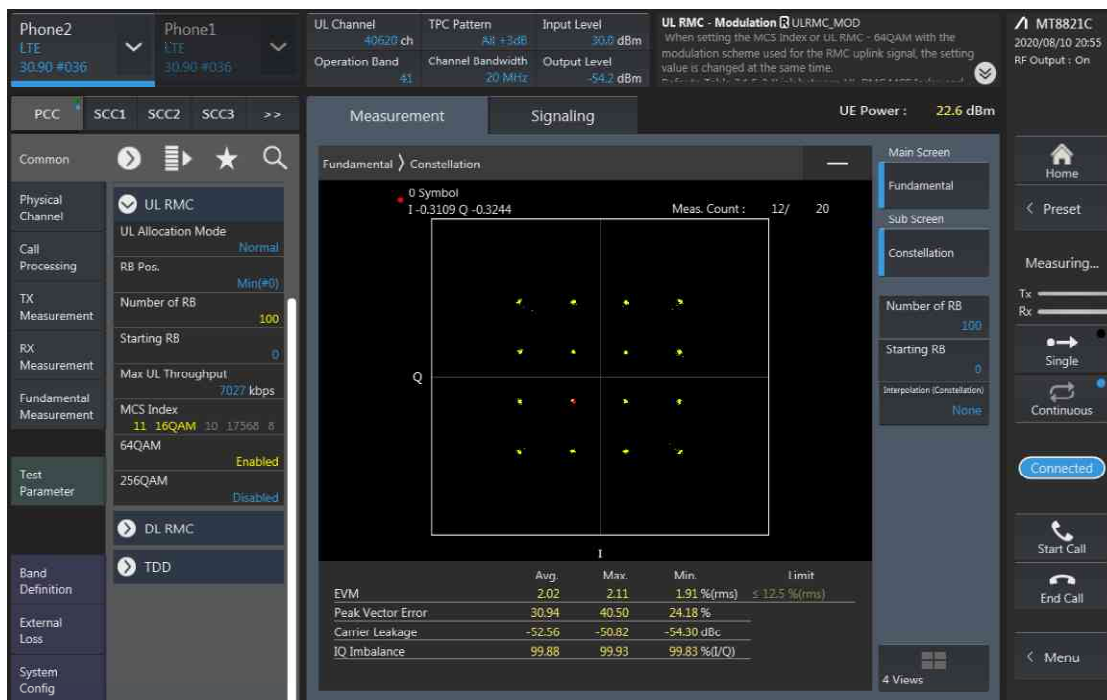 Phone2
LTE
30.90 #036
Phone1
LTE
30.90 #036
UL Channel
40620 ch
TPC Pattern
Alt +3dB
Input Level
30.0 dBm
Operation Band
41
Channel Bandwidth
20 MHz
Output Level
-54.2 dBm
UL RMC - Modulation R ULRMC_MOD
When setting the MCS Index or UL RMC - 64QAM with the
modulation scheme used for the RMC uplink signal, the setting
value is changed at the same time.
MT8821C
2020/08/10 20:55
RF Output : On
PCC
SCC1
SCC2
SCC3
>>
Measurement
Signaling
UE Power : 22.6 dBm
Common
Physical
Channel
Call
Processing
TX
Measurement
RX
Measurement
Fundamental
Measurement
Test
Parameter
Band
Definition
External
Loss
System
Config
UL RMC
UL Allocation Mode
Normal
RB Pos.
Min(#0)
Number of RB
100
Starting RB
0
Max UL Throughput
7027 kbps
MCS Index
11 16QAM 10 17568 8
64QAM
Enabled
256QAM
Disabled
DL RMC
TDD
Fundamental ⟩ Constellation
0 Symbol
I -0.3109 Q -0.3244
Meas. Count : 12/ 20
Q
I
Avg. Max. Min. Limit
EVM 2.02 2.11 1.91 %(rms) ≤ 12.5 %(rms)
Peak Vector Error 30.94 40.50 24.18 %
Carrier Leakage -52.56 -50.82 -54.30 dBc
IQ Imbalance 99.88 99.93 99.83 %(I/Q)
Main Screen
Fundamental
Sub Screen
Constellation
Number of RB
100
Starting RB
0
Interpolation (Constellation)
None
4 Views
Home
< Preset
Measuring...
Tx
Rx
Single
Continuous
Connected
Start Call
End Call
< Menu